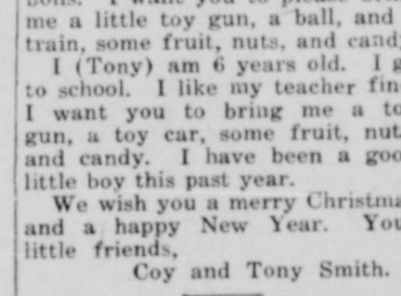 me a little toy gun, a ball, and
train, some fruit, nuts, and cand
I (Tony) am 6 years old. I g
to school. I like my teacher fin
I want you to bring me a to
gun, a toy car, some fruit, nut
and candy. I have been a goo
little boy this past year.
We wish you a merry Christma
and a happy New Year. You
little friends,
Coy and Tony Smith.